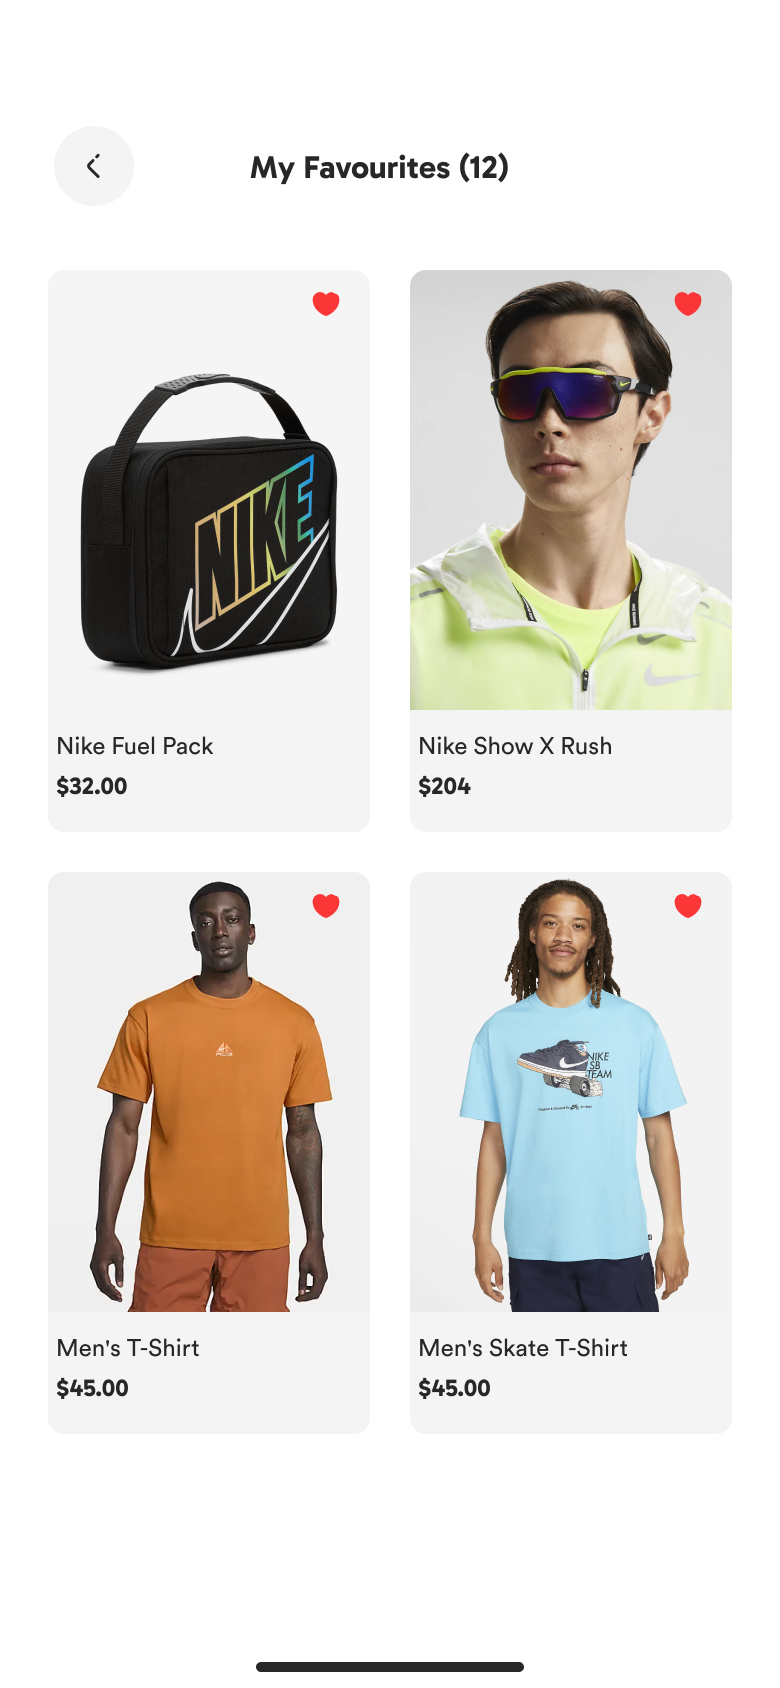 My Favourites (12)
NIKE
Nike Fuel Pack
$32.00
Nike Show X Rush
$204
ACG
NIKE
SB
TEAM
Men's T-Shirt
$45.00
Men's Skate T-Shirt
$45.00